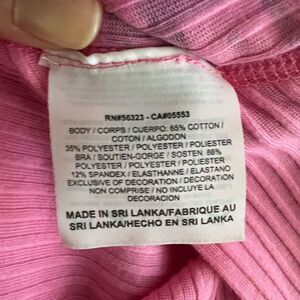 RN#56323 - CA#05553
BODY / CORPS / CUERPO: 65% COTTON /
COTON / ALGODON
35% POLYESTER / POLYESTER / POLIESTER
BRA / SOUTIEN-GORGE / SOSTEN: 88%
POLYESTER / POLYESTER / POLIESTER
12% SPANDEX / ELASTHANNE / ELASTANO
EXCLUSIVE OF DECORATION / DECORATION
NON COMPRISE / NO INCLUYE LA
DECORACION
MADE IN SRI LANKA/FABRIQUE AU
SRI LANKA/HECHO EN SRI LANKA